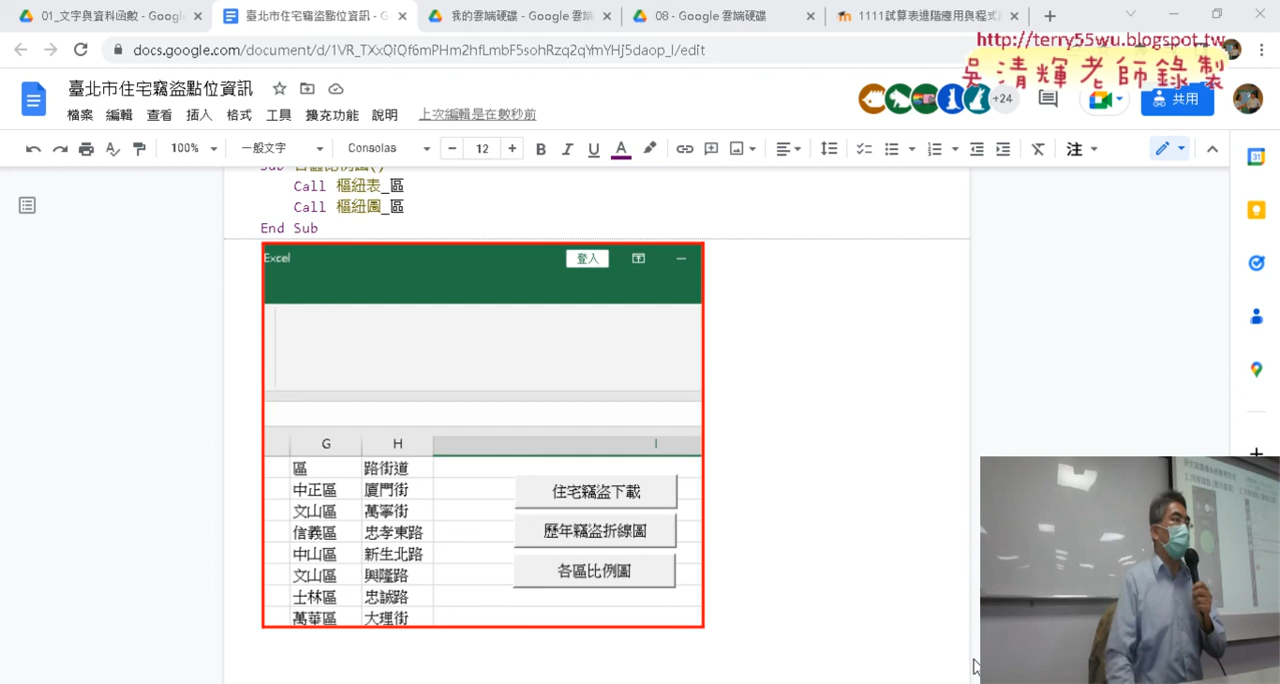 01_文字與資料函數 - Googl
臺北市住宅竊盜點位資訊 - G
我的雲端硬碟 - Google 雲端
08 - Google 雲端硬碟
1111試算表進階應用與程式
docs.google.com/document/d/1VR_TXxQiQf6mPHm2hfLmbF5sohRzq2qYmYHj5daop_I/edit
http://terry55wu.blogspot.tw
吳清輝老師錄製
臺北市住宅竊盜點位資訊
檔案 編輯 查看 插入 格式 工具 擴充功能 說明 上次編輯是在數秒前
+24
共用
100% 一般文字 Consolas 12 B I U A 注
Sub 各區比例圖()
Call 樞紐表_區
Call 樞紐圖_區
End Sub
Excel 登入
G H I
區 路街道
中正區 廈門街
文山區 萬寧街
信義區 忠孝東路
中山區 新生北路
文山區 興隆路
士林區 忠誠路
萬華區 大理街
住宅竊盜下載
歷年竊盜折線圖
各區比例圖